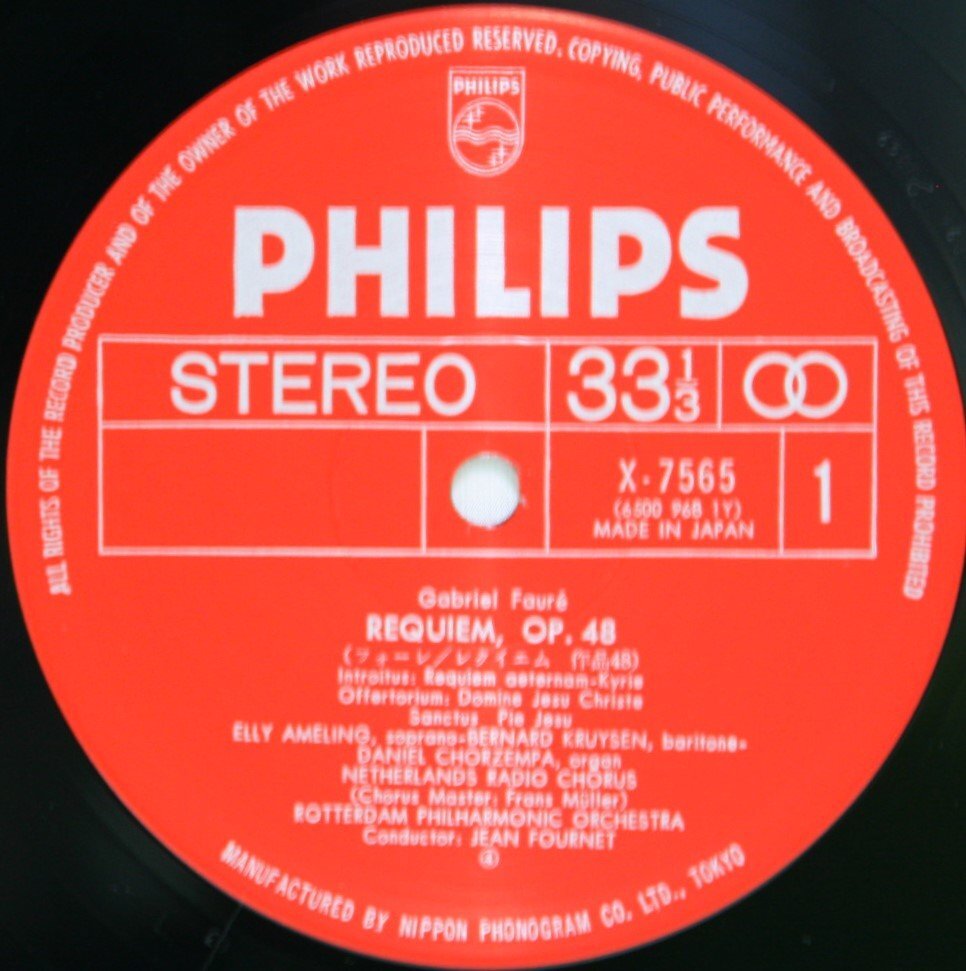 ALL RIGHTS OF THE RECORD PRODUCER AND OF THE OWNER OF THE WORK REPRODUCED RESERVED. COPYING, PUBLIC PERFORMANCE AND BROADCASTING OF THIS RECORD PROHIBITED
PHILIPS
PHILIPS
STEREO 33 1/3
X-7565 1
(6500 968 1Y)
MADE IN JAPAN
Gabriel Fauré
REQUIEM, OP. 48
(フォーレ/レクイエム 作品48)
Introitus: Requiem aeternam-Kyrie
Offertorium: Domine Jesu Christe
Sanctus, Pie Jesu
ELLY AMELING, soprano-BERNARD KRUYSEN, baritone-
DANIEL CHORZEMPA, organ
NETHERLANDS RADIO CHORUS
(Chorus Master: Frans Müller)
ROTTERDAM PHILHARMONIC ORCHESTRA
Conductor: JEAN FOURNET
④
MANUFACTURED BY NIPPON PHONOGRAM CO. LTD., TOKYO